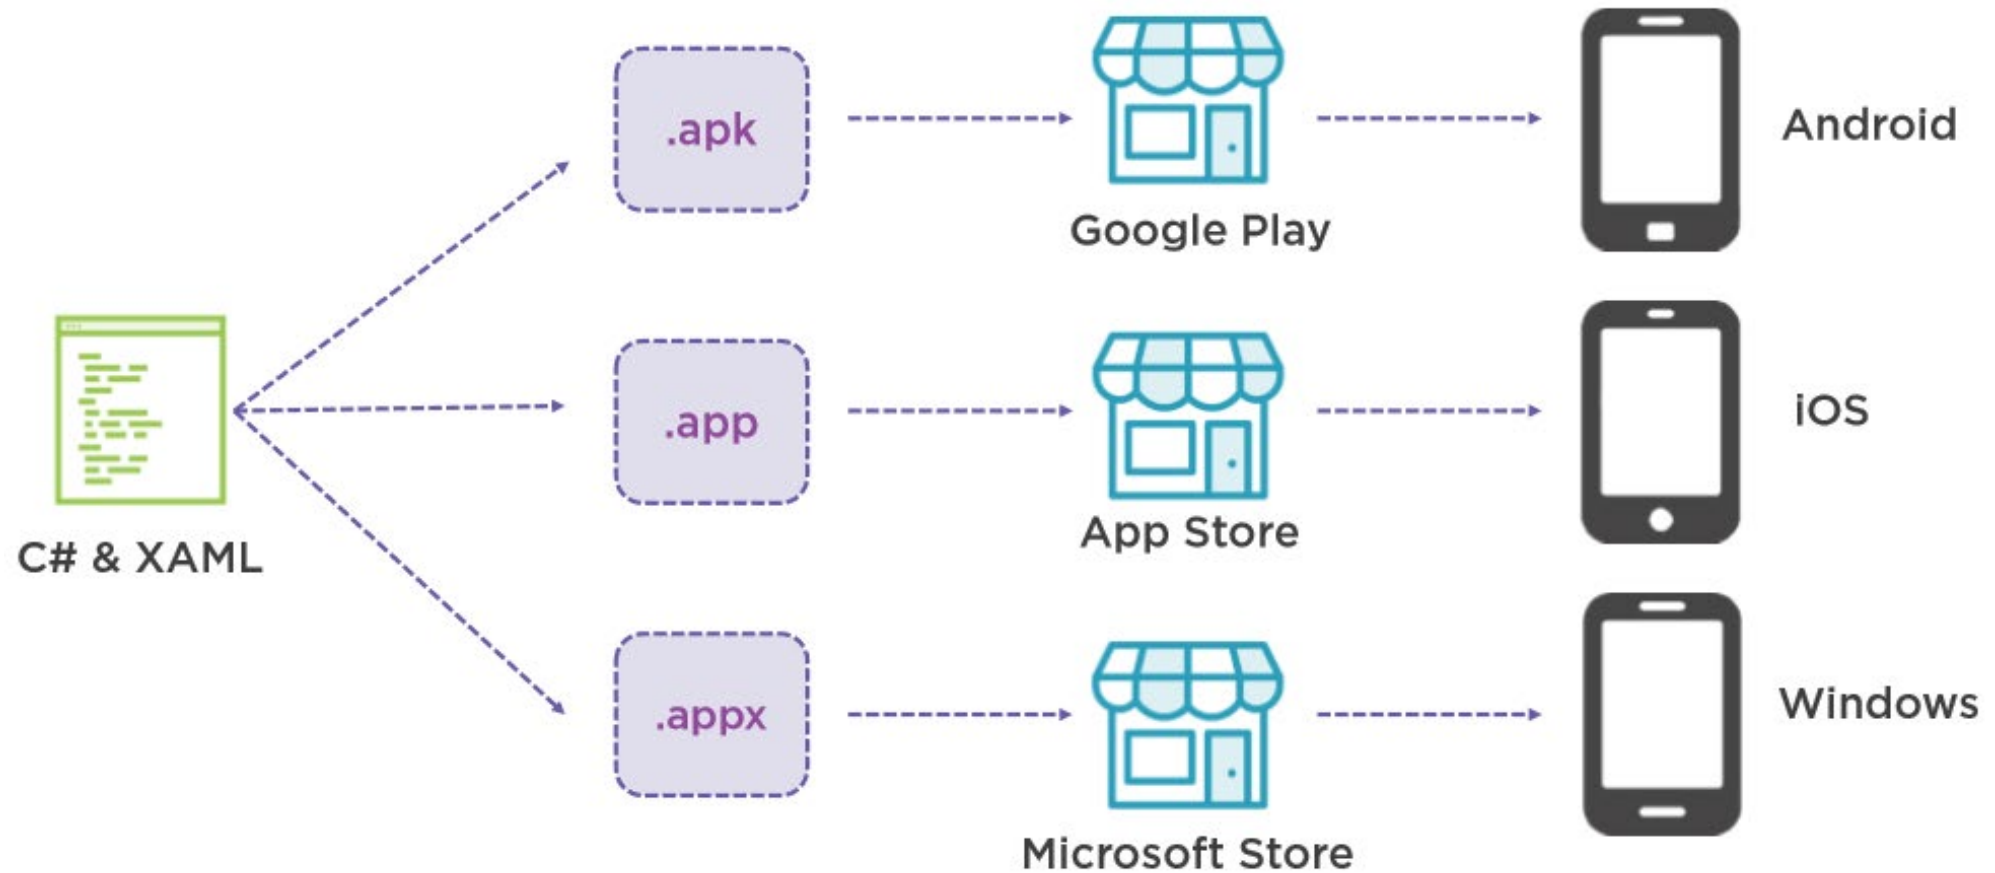 .apk
Google Play
Android
C# & XAML
.app
App Store
iOS
.appx
Microsoft Store
Windows